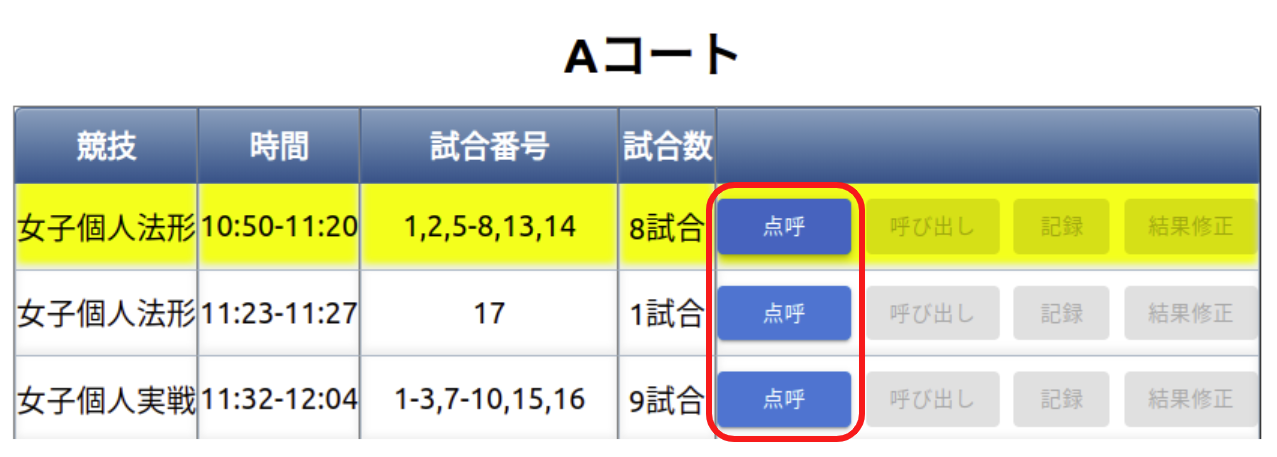 Aコート
競技 時間 試合番号 試合数
女子個人法形 10:50-11:20 1,2,5-8,13,14 8試合 点呼 呼び出し 記録 結果修正
女子個人法形 11:23-11:27 17 1試合 点呼 呼び出し 記録 結果修正
女子個人実戦 11:32-12:04 1-3,7-10,15,16 9試合 点呼 呼び出し 記録 結果修正